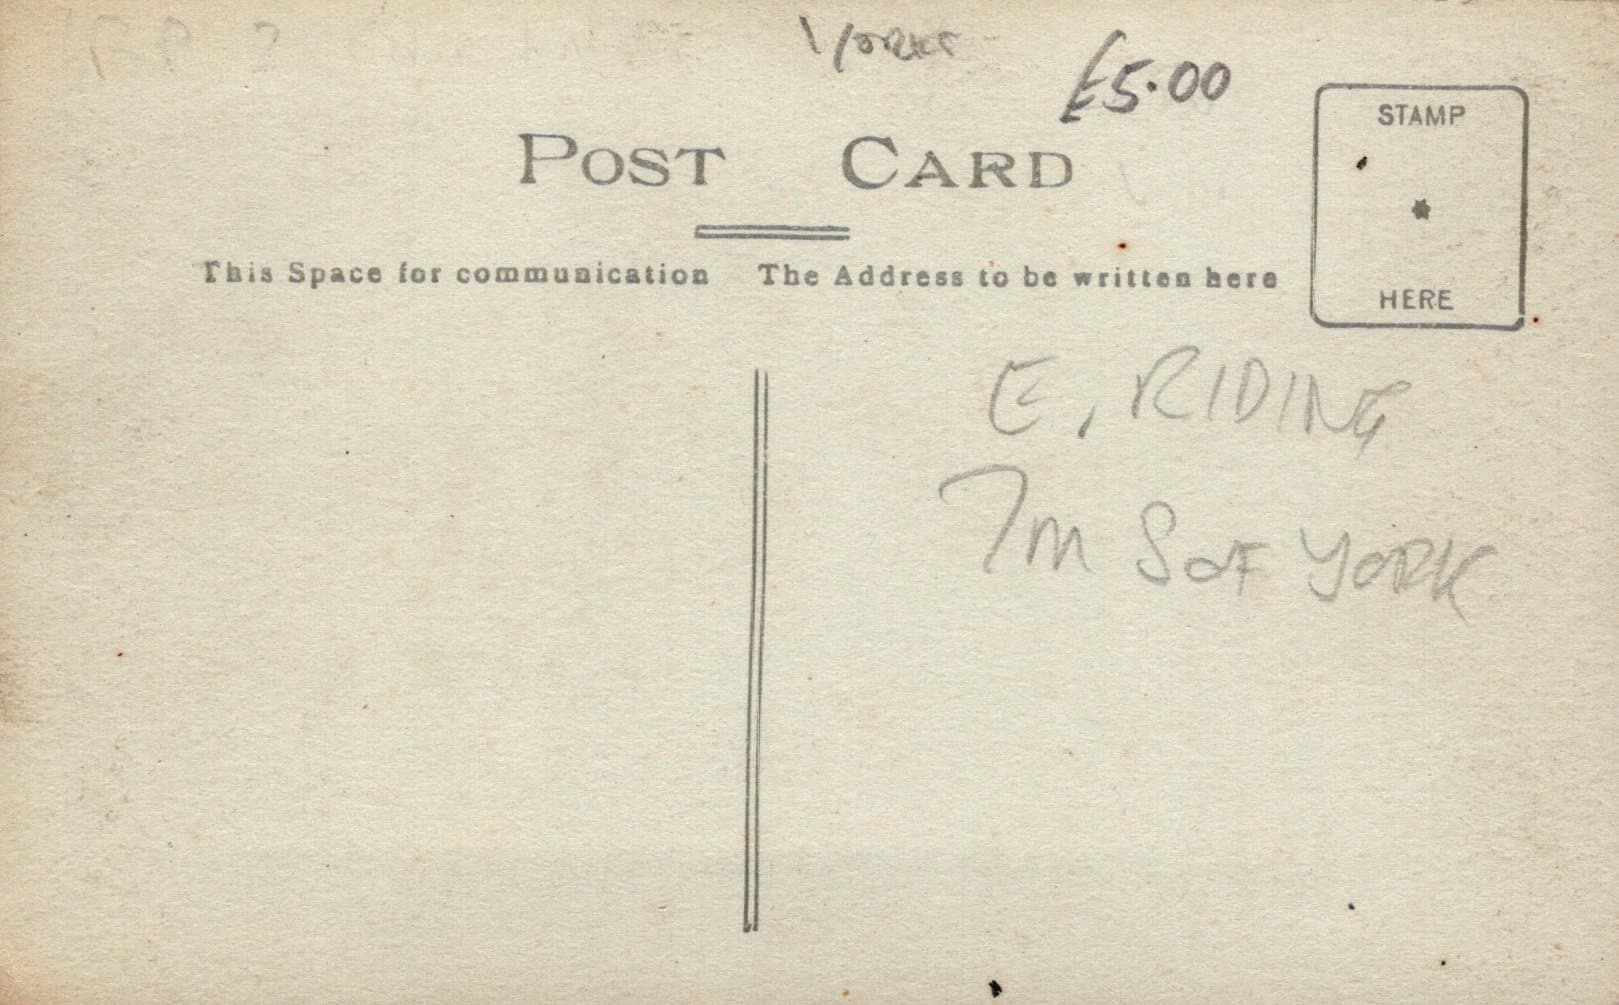 Yorks
£5.00
POST CARD
STAMP
HERE
This Space for communication The Address to be written here
E, RIDING
7m S OF YORK